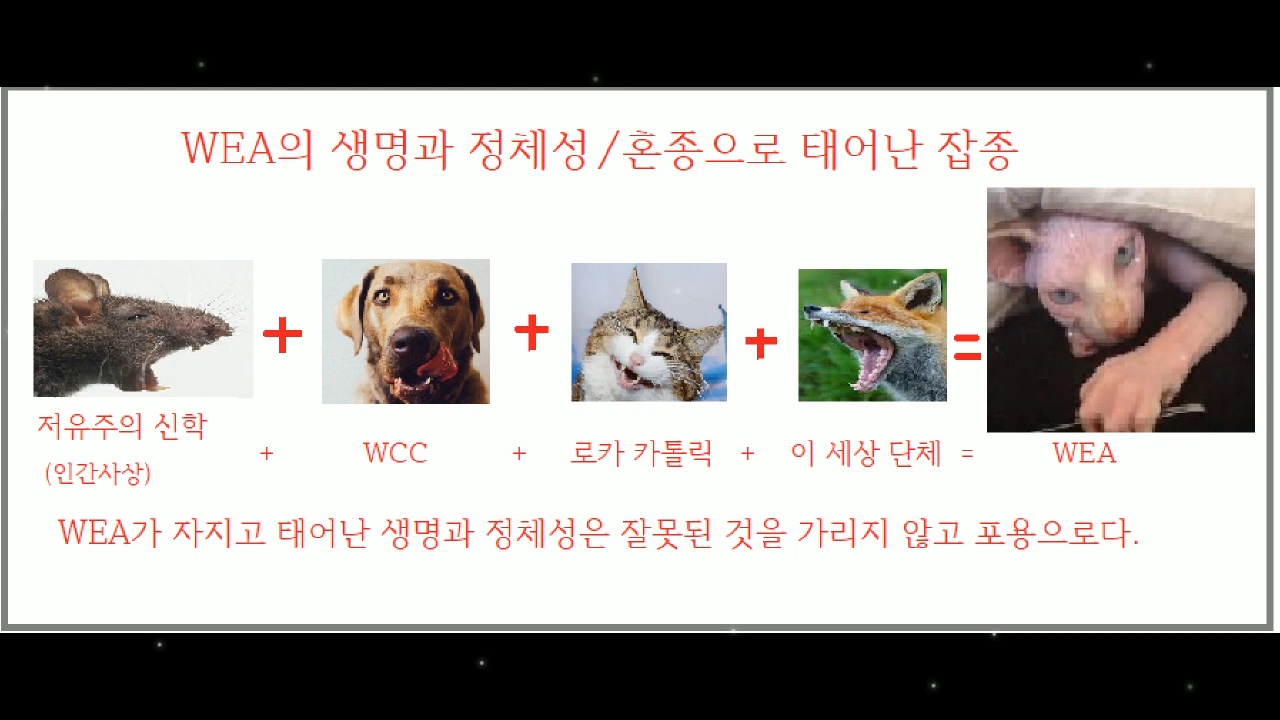 WEA의 생명과 정체성/혼종으로 태어난 잡종
+ + + =
저유주의 신학
(인간사상)
+ WCC + 로카 카톨릭 + 이 세상 단체 = WEA
WEA가 자지고 태어난 생명과 정체성은 잘못된 것을 가리지 않고 포용으로다.